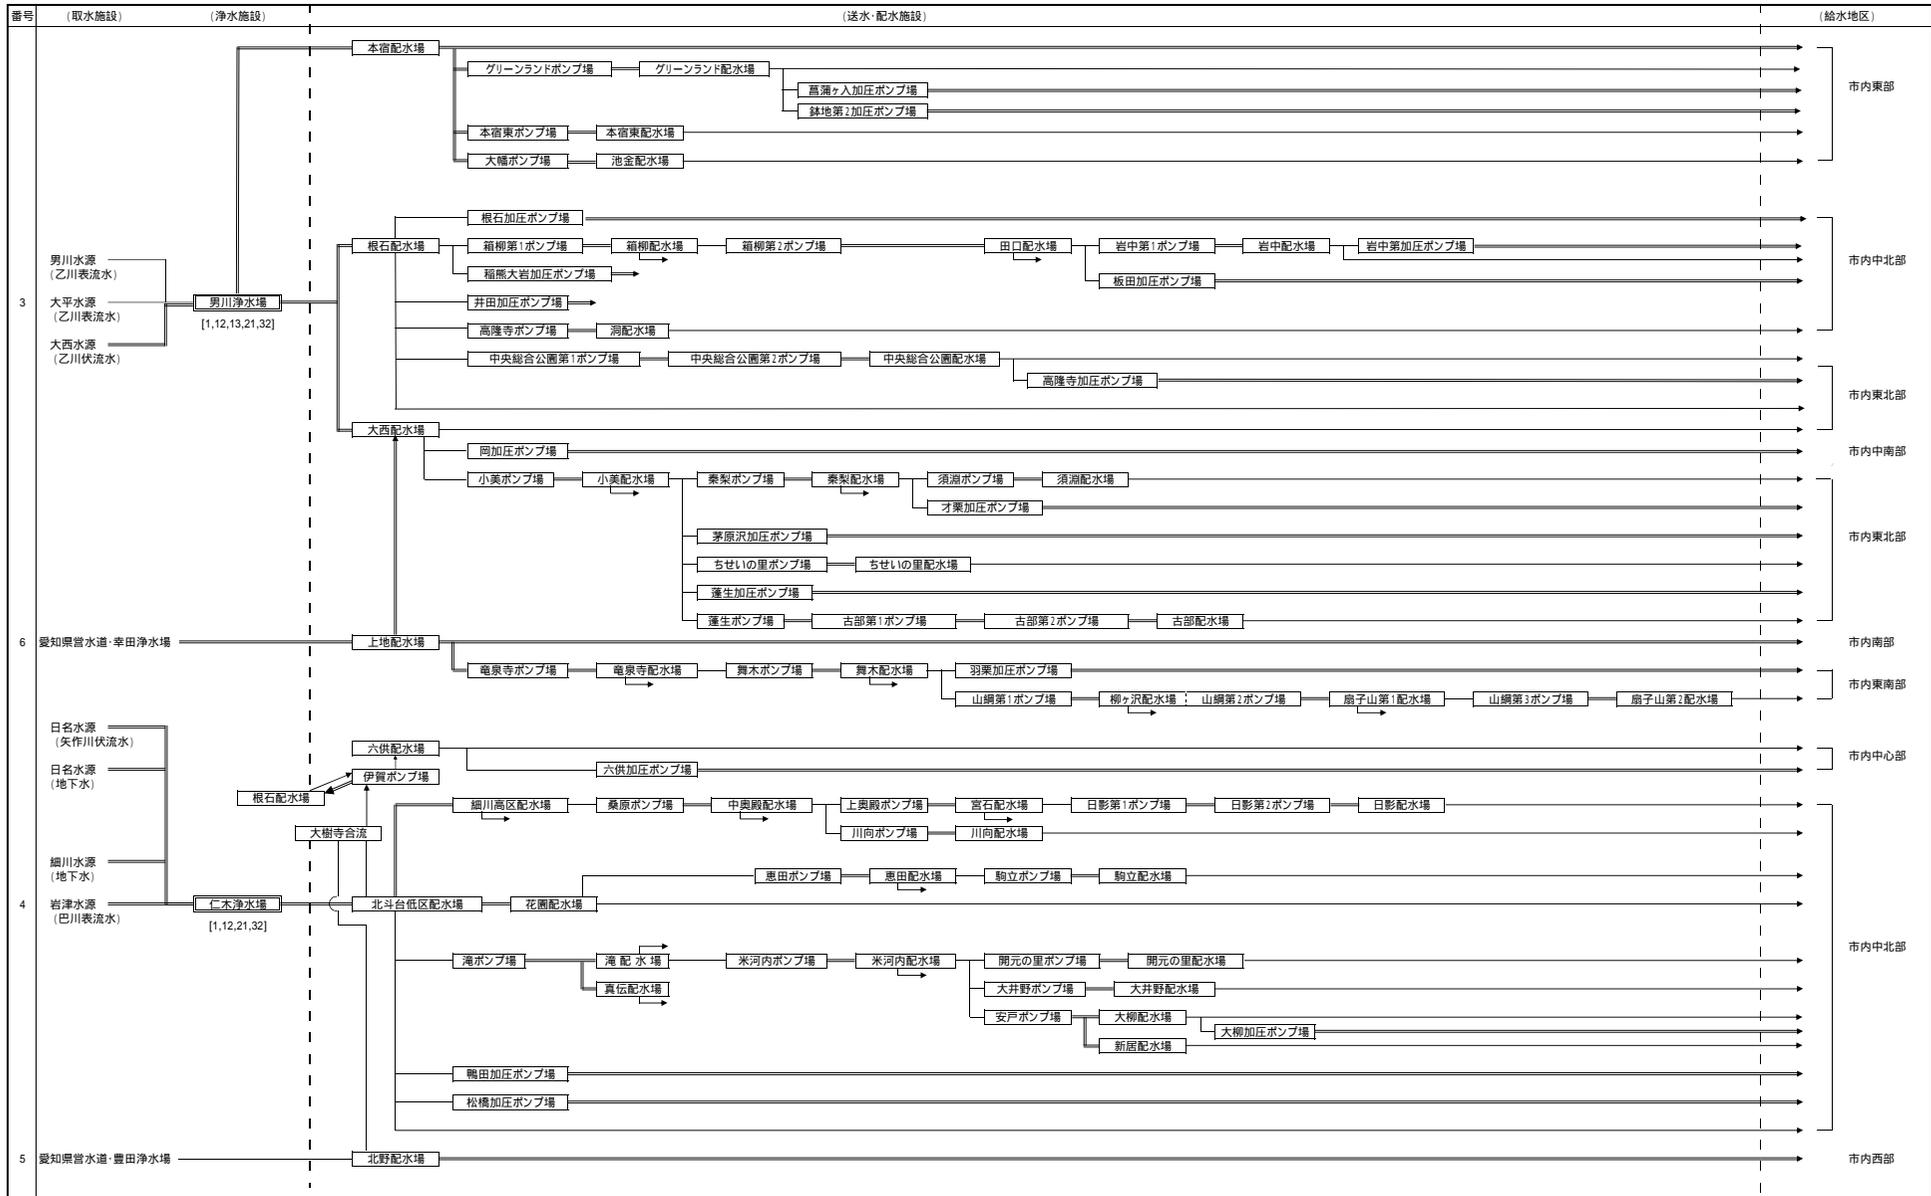 番号 (取水施設) (浄水施設) (送水・配水施設) (給水地区)
本宿配水場
グリーンランドポンプ場 グリーンランド配水場
菖蒲ヶ入加圧ポンプ場 市内東部
鉢地第2加圧ポンプ場
本宿東ポンプ場 本宿東配水場
大幡ポンプ場 池金配水場
根石加圧ポンプ場
根石配水場 箱柳第1ポンプ場 箱柳配水場 箱柳第2ポンプ場 田口配水場 岩中第1ポンプ場 岩中配水場 岩中第加圧ポンプ場
男川水源 市内中北部
(乙川表流水) 稲熊大岩加圧ポンプ場
板田加圧ポンプ場
3 大平水源 男川浄水場 井田加圧ポンプ場
(乙川表流水) [1,12,13,21,32]
高隆寺ポンプ場 洞配水場
大西水源
(乙川伏流水) 中央総合公園第1ポンプ場 中央総合公園第2ポンプ場 中央総合公園配水場
高隆寺加圧ポンプ場
市内東北部
大西配水場
岡加圧ポンプ場 市内中南部
小美ポンプ場 小美配水場 秦梨ポンプ場 秦梨配水場 須淵ポンプ場 須淵配水場
才栗加圧ポンプ場
茅原沢加圧ポンプ場 市内東北部
ちせいの里ポンプ場 ちせいの里配水場
蓬生加圧ポンプ場
蓬生ポンプ場 古部第1ポンプ場 古部第2ポンプ場 古部配水場
6 愛知県営水道・幸田浄水場 上地配水場 市内南部
竜泉寺ポンプ場 竜泉寺配水場 舞木ポンプ場 舞木配水場 羽栗加圧ポンプ場
市内東南部
山綱第1ポンプ場 柳ヶ沢配水場 山綱第2ポンプ場 扇子山第1配水場 山綱第3ポンプ場 扇子山第2配水場
日名水源
(矢作川伏流水)
六供配水場 市内中心部
日名水源 六供加圧ポンプ場
(地下水) 伊賀ポンプ場
根石配水場
細川高区配水場 桑原ポンプ場 中奥殿配水場 上奥殿ポンプ場 宮石配水場 日影第1ポンプ場 日影第2ポンプ場 日影配水場
大樹寺合流 川向ポンプ場 川向配水場
細川水源
(地下水) 恵田ポンプ場 恵田配水場 駒立ポンプ場 駒立配水場
4 岩津水源 仁木浄水場 北斗台低区配水場 花園配水場
(巴川表流水) [1,12,21,32]
市内中北部
滝ポンプ場 滝配水場 米河内ポンプ場 米河内配水場 開元の里ポンプ場 開元の里配水場
真伝配水場 大井野ポンプ場 大井野配水場
安戸ポンプ場 大柳配水場
大柳加圧ポンプ場
新居配水場
鴨田加圧ポンプ場
松橋加圧ポンプ場
5 愛知県営水道・豊田浄水場 北野配水場 市内西部